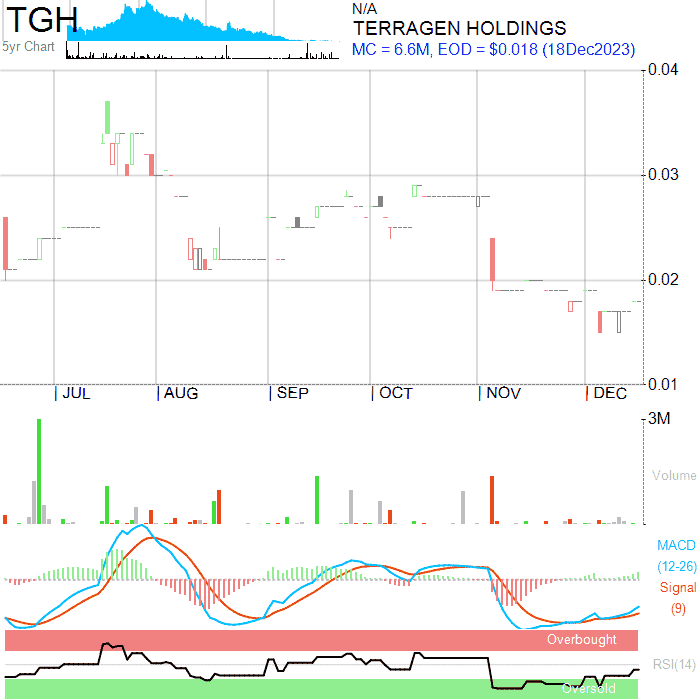 TGH
5yr Chart
N/A
TERRAGEN HOLDINGS
MC = 6.6M, EOD = $0.018 (18Dec2023)
0.04
0.03
0.02
0.01
JUL AUG SEP OCT NOV DEC
3M
Volume
MACD
(12-26)
Signal
(9)
Overbought
RSI(14)
Oversold